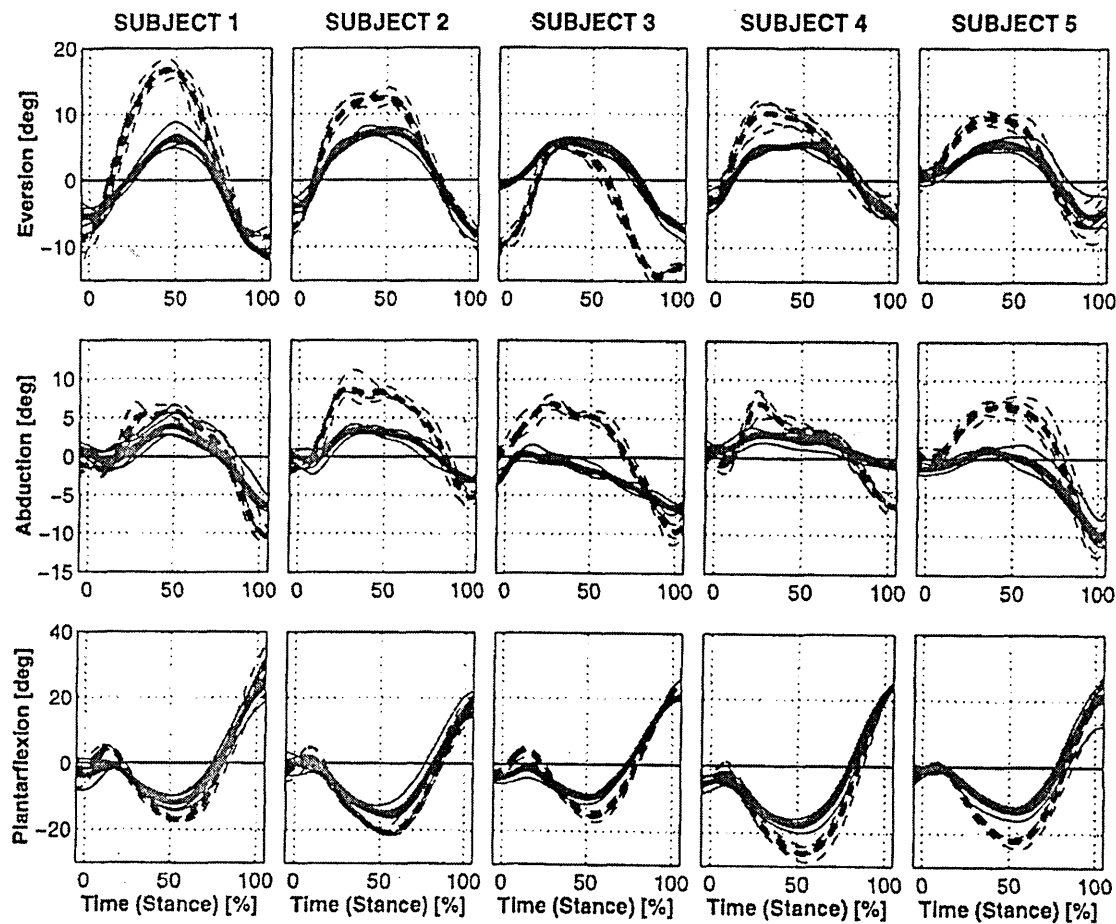 SUBJECT 1 SUBJECT 2 SUBJECT 3 SUBJECT 4 SUBJECT 5
Eversion [deg]
20
10
0
−10
0 50 100 0 50 100 0 50 100 0 50 100 0 50 100
Abduction [deg]
10
5
0
−5
−10
−15
0 50 100 0 50 100 0 50 100 0 50 100 0 50 100
Plantarflexion [deg]
40
20
0
−20
0 50 100 0 50 100 0 50 100 0 50 100 0 50 100
Time (Stance) [%] Time (Stance) [%] Time (Stance) [%] Time (Stance) [%] Time (Stance) [%]